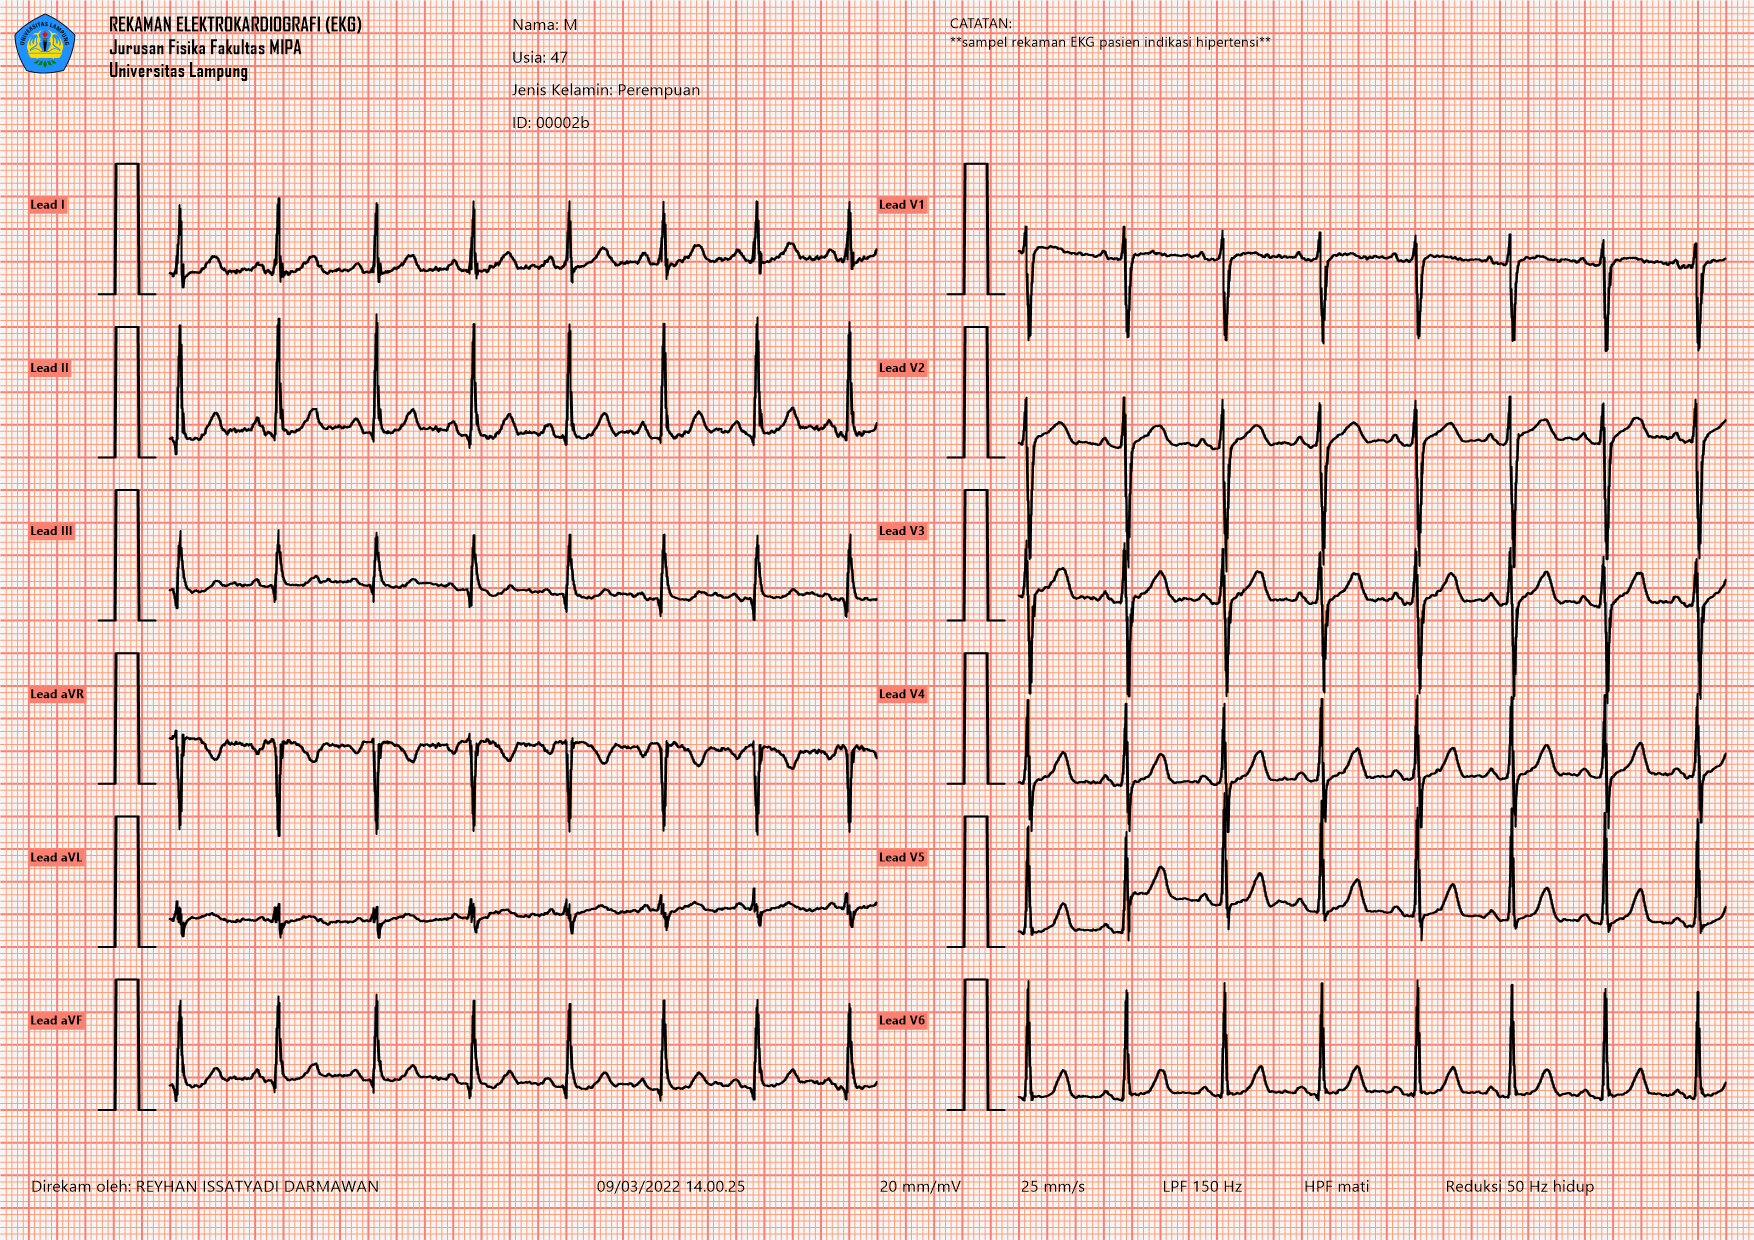 REKAMAN ELEKTROKARDIOGRAFI (EKG)
Jurusan Fisika Fakultas MIPA
Universitas Lampung
UNIVERSITAS LAMPUNG
Nama: M
Usia: 47
Jenis Kelamin: Perempuan
ID: 00002b
CATATAN:
**sampel rekaman EKG pasien indikasi hipertensi**
Lead I
Lead II
Lead III
Lead aVR
Lead aVL
Lead aVF
Lead V1
Lead V2
Lead V3
Lead V4
Lead V5
Lead V6
Direkam oleh: REYHAN ISSATYADI DARMAWAN
09/03/2022 14.00.25
20 mm/mV
25 mm/s
LPF 150 Hz
HPF mati
Reduksi 50 Hz hidup